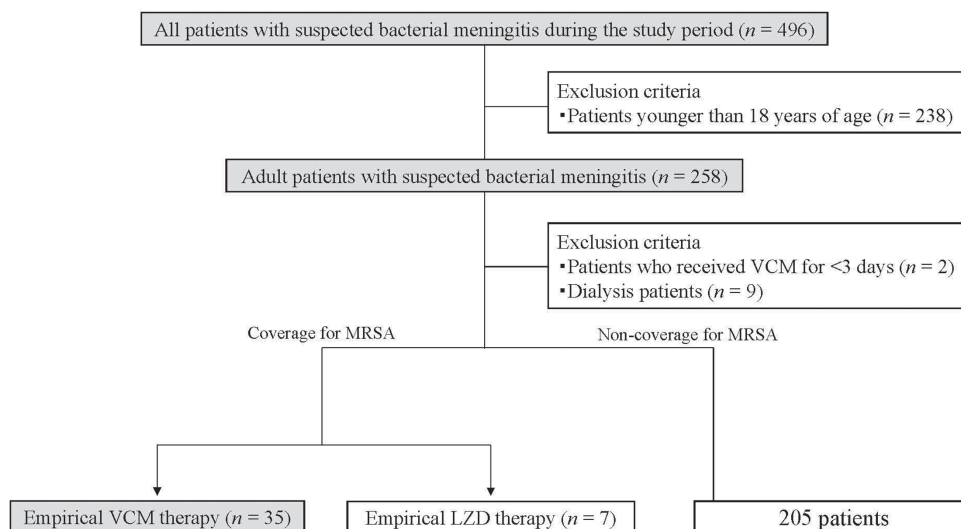 All patients with suspected bacterial meningitis during the study period (n = 496)
Exclusion criteria
▪Patients younger than 18 years of age (n = 238)
Adult patients with suspected bacterial meningitis (n = 258)
Exclusion criteria
▪Patients who received VCM for <3 days (n = 2)
▪Dialysis patients (n = 9)
Coverage for MRSA
Non-coverage for MRSA
Empirical VCM therapy (n = 35)
Empirical LZD therapy (n = 7)
205 patients